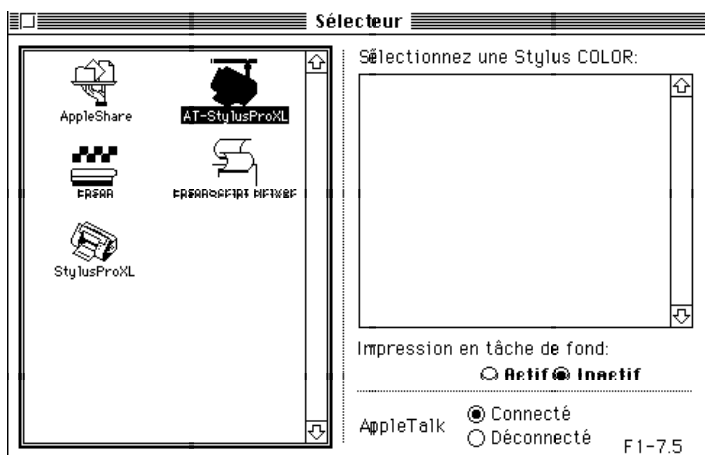 Sélecteur
AppleShare
AT-StylusProXL
StylusProXL
Sélectionnez une Stylus COLOR:
Impression en tâche de fond:
Actif Inactif
AppleTalk
Connecté
Déconnecté
F1-7.5